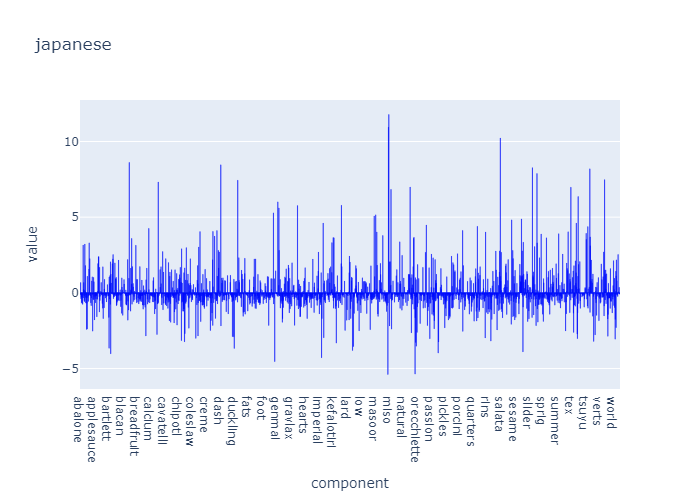 japanese
value
10
5
0
−5
abalone
applesauce
bartlett
blacan
breadfruit
calcium
cavatelli
chipotl
coleslaw
creme
dash
duckling
fats
foot
genmai
gravlax
hearts
imperial
kefalotiri
lard
low
masoor
miso
natural
orecchiette
passion
pickles
porcini
quarters
rins
salata
sesame
slider
sprig
summer
tex
tsuyu
verts
world
component